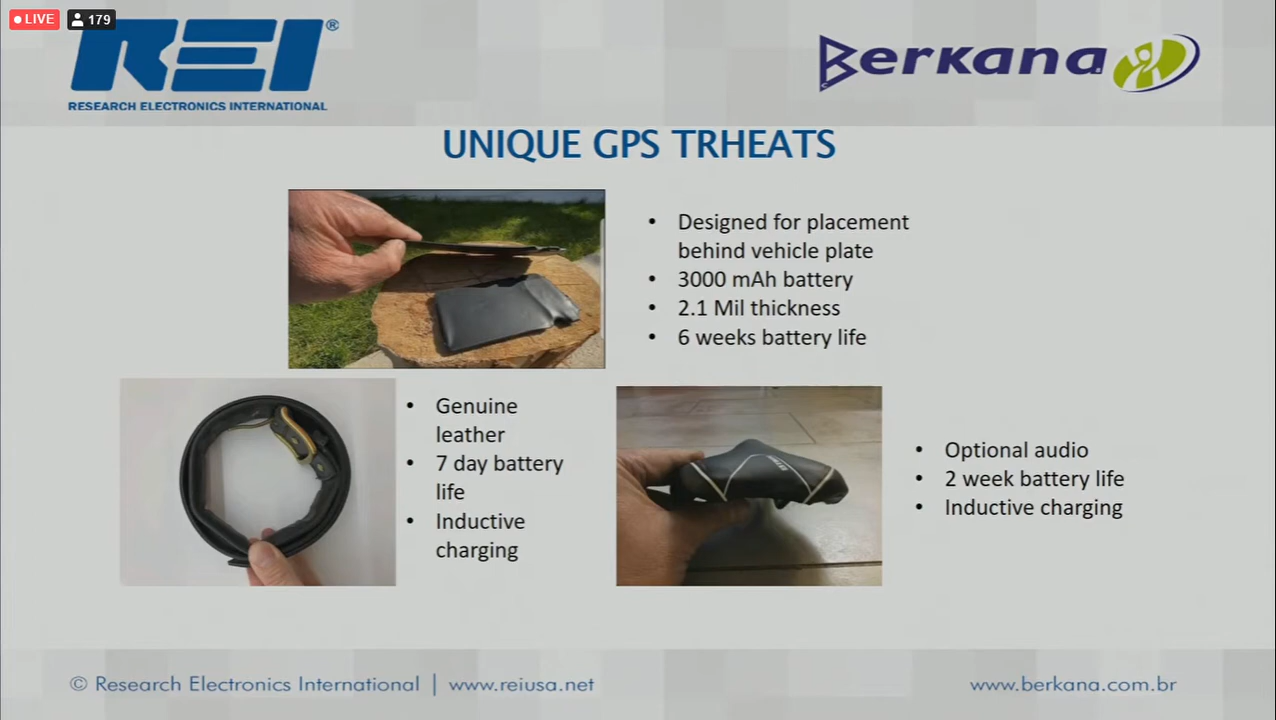 LIVE 179
REI®
RESEARCH ELECTRONICS INTERNATIONAL
Berkana®
UNIQUE GPS TRHEATS
• Designed for placement
behind vehicle plate
• 3000 mAh battery
• 2.1 Mil thickness
• 6 weeks battery life
• Genuine
leather
• 7 day battery
life
• Inductive
charging
• Optional audio
• 2 week battery life
• Inductive charging
© Research Electronics International | www.reiusa.net
www.berkana.com.br